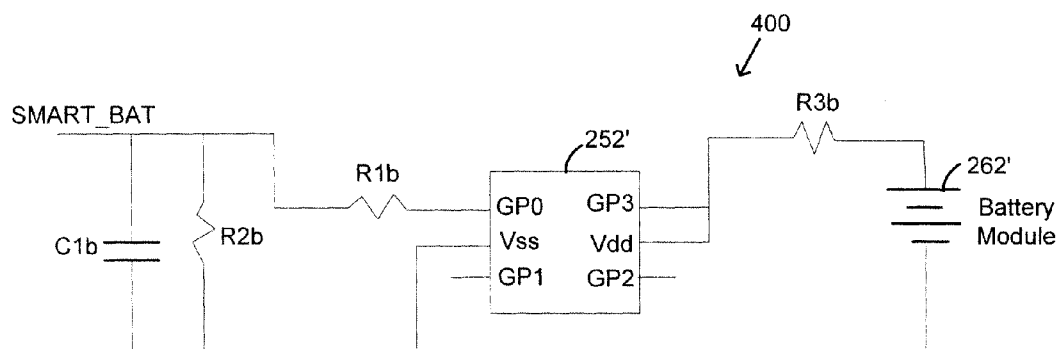 400
R3b
SMART_BAT
252'
262'
R1b
GP0
GP3
Battery
Module
C1b
R2b
Vss
Vdd
GP1
GP2